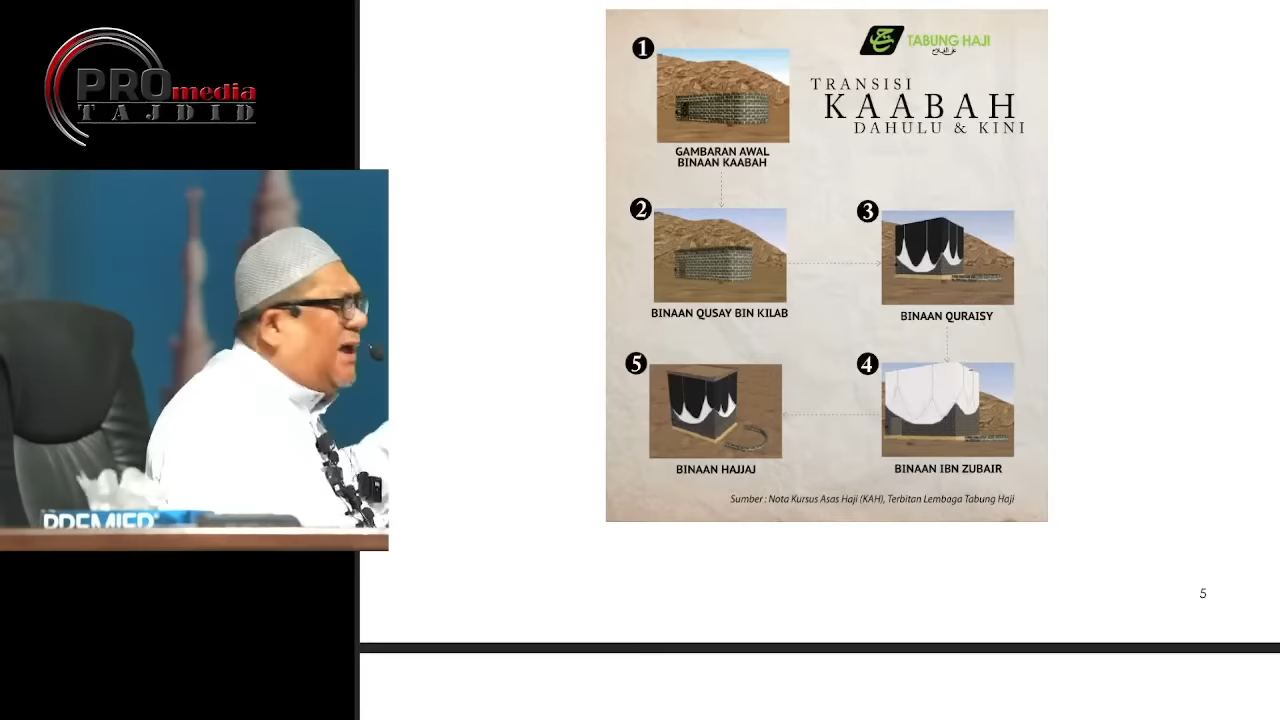 PROmedia
TAJDID
PREMIER
TABUNG HAJI
TRANSISI
KAABAH
DAHULU & KINI
1
GAMBARAN AWAL
BINAAN KAABAH
2
BINAAN QUSAY BIN KILAB
3
BINAAN QURAISY
5
BINAAN HAJJAJ
4
BINAAN IBN ZUBAIR
Sumber : Nota Kursus Asas Haji (KAH), Terbitan Lembaga Tabung Haji
5